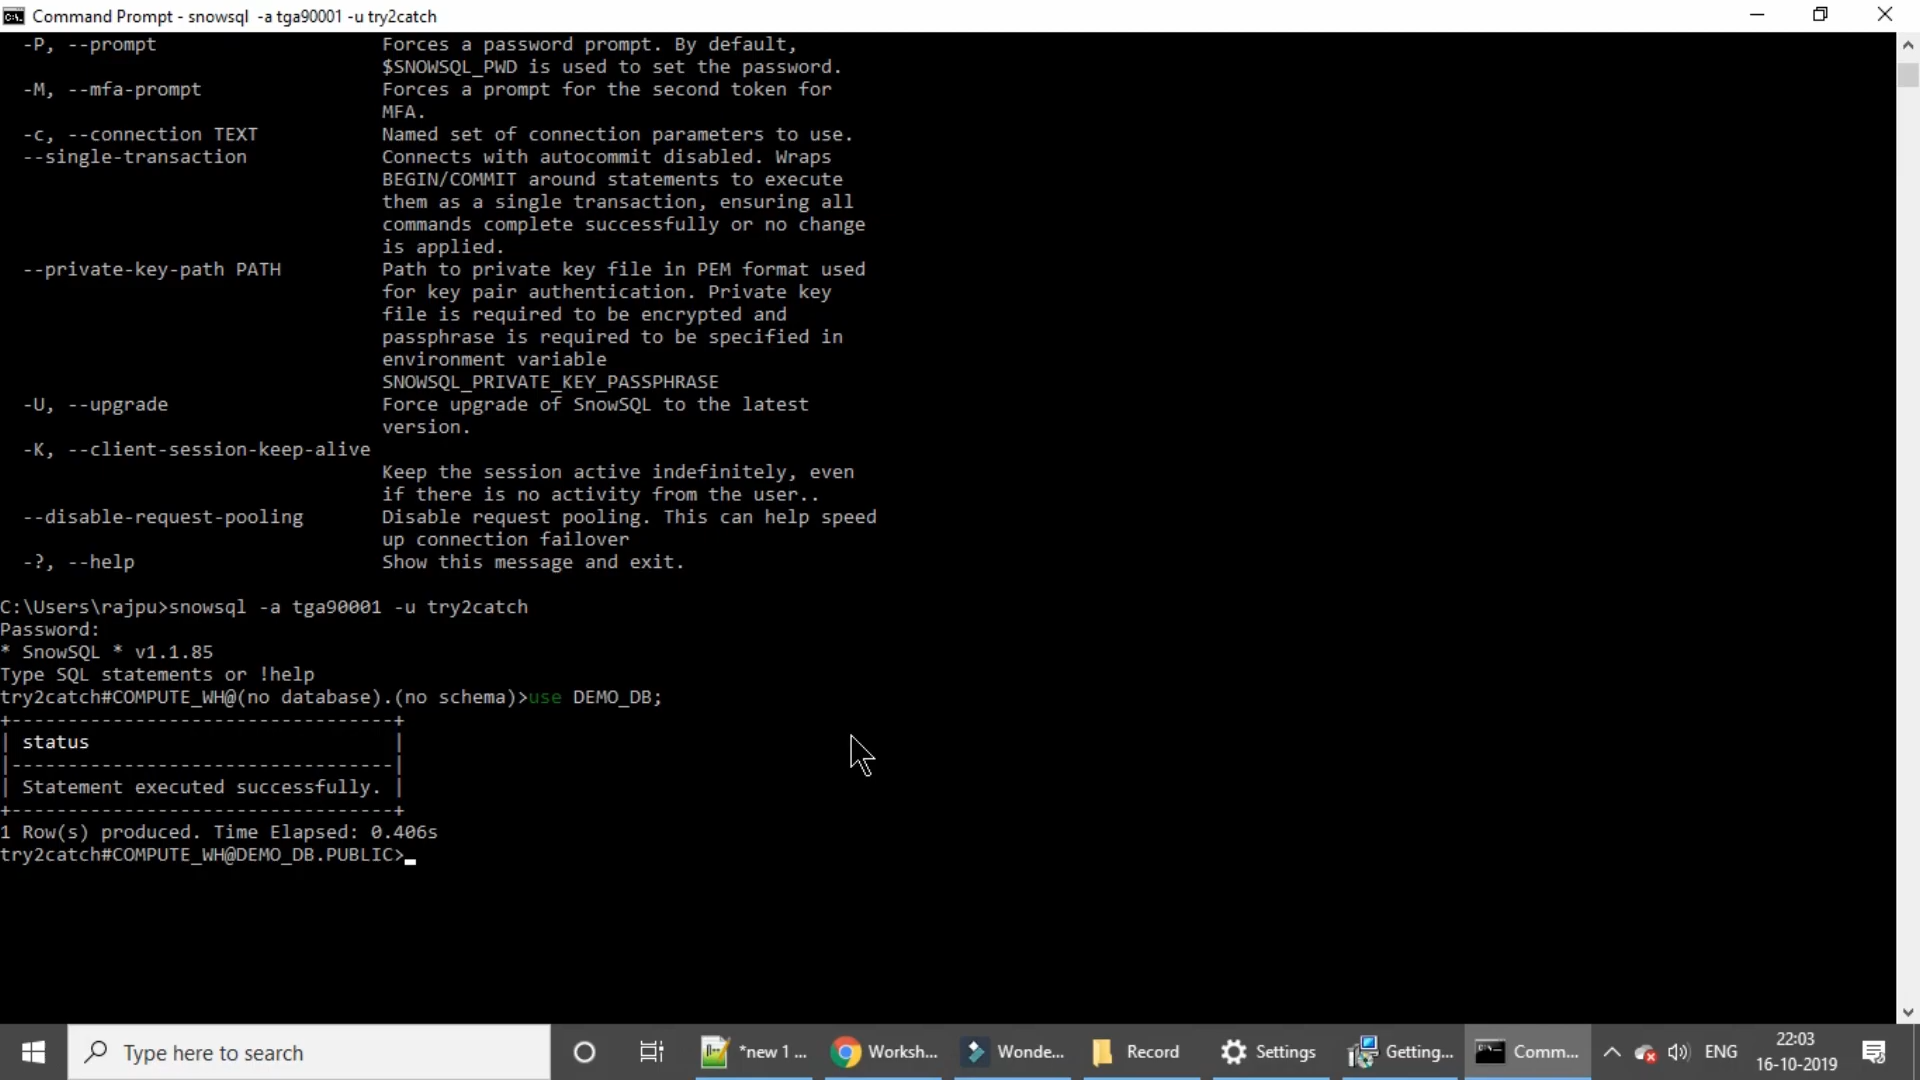 Command Prompt - snowsql -a tga90001 -u try2catch
-P, --prompt Forces a password prompt. By default,
$SNOWSQL_PWD is used to set the password.
-M, --mfa-prompt Forces a prompt for the second token for
MFA.
-c, --connection TEXT Named set of connection parameters to use.
--single-transaction Connects with autocommit disabled. Wraps
BEGIN/COMMIT around statements to execute
them as a single transaction, ensuring all
commands complete successfully or no change
is applied.
--private-key-path PATH Path to private key file in PEM format used
for key pair authentication. Private key
file is required to be encrypted and
passphrase is required to be specified in
environment variable
SNOWSQL_PRIVATE_KEY_PASSPHRASE
-U, --upgrade Force upgrade of SnowSQL to the latest
version.
-K, --client-session-keep-alive
Keep the session active indefinitely, even
if there is no activity from the user..
--disable-request-pooling Disable request pooling. This can help speed
up connection failover
-?, --help Show this message and exit.
C:\Users\rajpu>snowsql -a tga90001 -u try2catch
Password:
* SnowSQL * v1.1.85
Type SQL statements or !help
try2catch#COMPUTE_WH@(no database).(no schema)>use DEMO_DB;
+----------------------------------+
| status |
|----------------------------------|
| Statement executed successfully. |
+----------------------------------+
1 Row(s) produced. Time Elapsed: 0.406s
try2catch#COMPUTE_WH@DEMO_DB.PUBLIC>
Type here to search *new 1 ... Worksh... Wonde... Record Settings Getting... Comm... ENG 22:03
16-10-2019